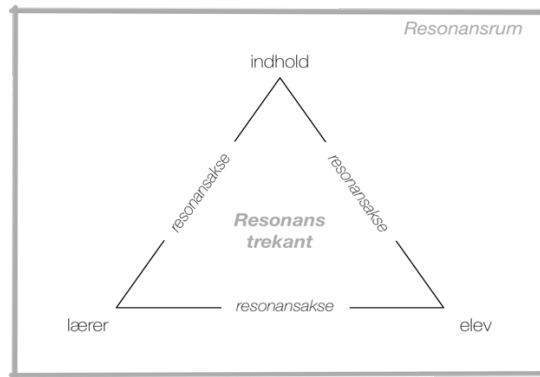 Resonansrum
indhold
resonansakse
resonansakse
Resonans
trekant
resonansakse
lærer
elev